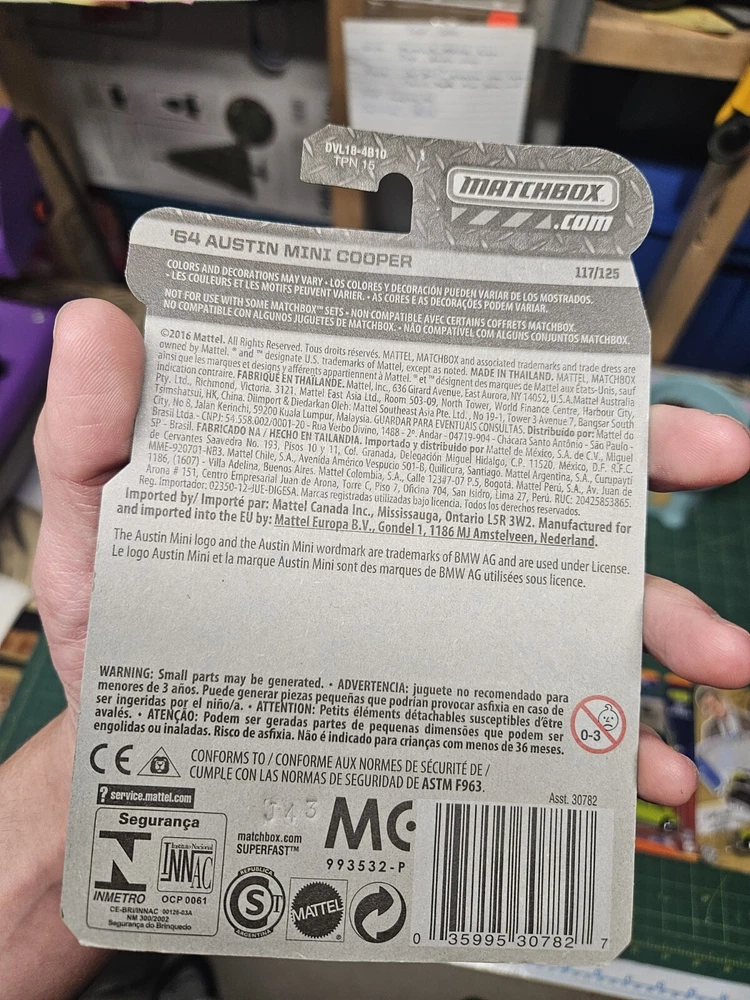 DVL18-4B10
TPN 15
MATCHBOX
.COM
'64 AUSTIN MINI COOPER
117/125
COLORS AND DECORATIONS MAY VARY • LOS COLORES Y DECORACIÓN PUEDEN VARIAR DE LOS MOSTRADOS.
• LES COULEURS ET LES MOTIFS PEUVENT VARIER. • AS CORES E AS DECORAÇÕES PODEM VARIAR.
NOT FOR USE WITH SOME MATCHBOX™ SETS • NON COMPATIBLE AVEC CERTAINS COFFRETS MATCHBOX.
NO COMPATIBLE CON ALGUNOS JUGUETES DE MATCHBOX. • NÃO COMPATÍVEL COM ALGUNS CONJUNTOS MATCHBOX.
©2016 Mattel. All Rights Reserved. Tous droits réservés. MATTEL, MATCHBOX and associated trademarks and trade dress are
owned by Mattel. ® and ™ designate U.S. trademarks of Mattel, except as noted. MADE IN THAILAND. MATTEL, MATCHBOX
ainsi que les marques et designs y afférents appartiennent à Mattel. ® et ™ désignent des marques de Mattel aux États-Unis, sauf
indication contraire. FABRIQUÉ EN THAÏLANDE. Mattel, Inc., 636 Girard Avenue, East Aurora, NY 14052, U.S.A. Mattel Australia
Pty. Ltd., Richmond, Victoria. 3121. Mattel East Asia Ltd., Room 503-09, North Tower, World Finance Centre, Harbour City,
Tsimshatsui, HK, China. Diimport & Diedarkan Oleh: Mattel Southeast Asia Pte. Ltd., No 19-1, Tower 3 Avenue 7, Bangsar South
City, No 8, Jalan Kerinchi, 59200 Kuala Lumpur, Malaysia. GUARDAR PARA EVENTUAIS CONSULTAS. Distribuído por: Mattel do
Brasil Ltda. - CNPJ: 54.558.002/0001-20 - Rua Verbo Divino, 1488 - 2º. Andar - 04719-904 - Chácara Santo Antônio - São Paulo -
SP - Brasil. FABRICADO NA / HECHO EN TAILANDIA. Importado y distribuido por Mattel de México, S.A. de C.V., Miguel
de Cervantes Saavedra No. 193, Pisos 10 y 11, Col. Granada, Delegación Miguel Hidalgo, C.P. 11520, México, D.F. R.F.C.
MME-920701-NB3. Mattel Chile, S.A., Avenida Américo Vespucio 501-B, Quilicura, Santiago. Mattel Argentina, S.A., Curupaytí
1186, (1607) - Villa Adelina, Buenos Aires. Mattel Colombia, S.A., Calle 123#7-07 P.5, Bogotá. Mattel Perú, S.A., Av. Juan de
Arona # 151, Centro Empresarial Juan de Arona, Torre C, Piso 7, Oficina 704, San Isidro, Lima 27, Perú. RUC: 20425853865.
Reg. Importador: 02350-12-JUE-DIGESA. Marcas registradas utilizadas bajo licencia. Todos los derechos reservados.
Imported by/ Importé par: Mattel Canada Inc., Mississauga, Ontario L5R 3W2. Manufactured for
and imported into the EU by: Mattel Europa B.V., Gondel 1, 1186 MJ Amstelveen, Nederland.
The Austin Mini logo and the Austin Mini wordmark are trademarks of BMW AG and are used under License.
Le logo Austin Mini et la marque Austin Mini sont des marques de BMW AG utilisées sous licence.
WARNING: Small parts may be generated. • ADVERTENCIA: juguete no recomendado para
menores de 3 años. Puede generar piezas pequeñas que podrían provocar asfixia en caso de
ser ingeridas por el niño/a. • ATTENTION: Petits éléments détachables susceptibles d'être
avalés. • ATENÇÃO: Podem ser geradas partes de pequenas dimensões que podem ser
engolidas ou inaladas. Risco de asfixia. Não é indicado para crianças com menos de 36 meses.
0-3
CE
CONFORMS TO / CONFORME AUX NORMES DE SÉCURITÉ DE /
CUMPLE CON LAS NORMAS DE SEGURIDAD DE ASTM F963.
? service.mattel.com
Asst. 30782
Segurança
INMETRO
Instituto Nacional
INNAC
OCP 0061
CE-BRI/INNAC 00126-03A
NM 300/2002
Segurança do Brinquedo
J43
matchbox.com
SUPERFAST™
993532-P
REPUBLICA
S
ARGENTINA
MATTEL
0 35995 30782 7